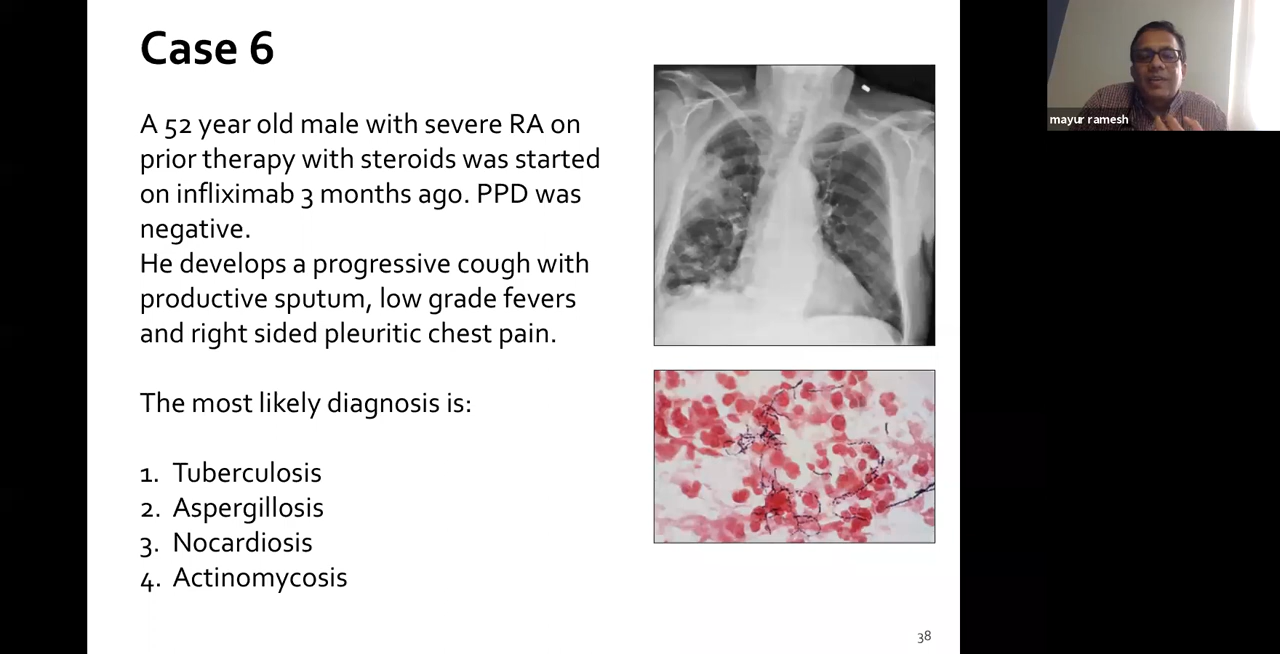 Case 6
A 52 year old male with severe RA on
prior therapy with steroids was started
on infliximab 3 months ago. PPD was
negative.
He develops a progressive cough with
productive sputum, low grade fevers
and right sided pleuritic chest pain.
The most likely diagnosis is:
1. Tuberculosis
2. Aspergillosis
3. Nocardiosis
4. Actinomycosis
38
mayur ramesh